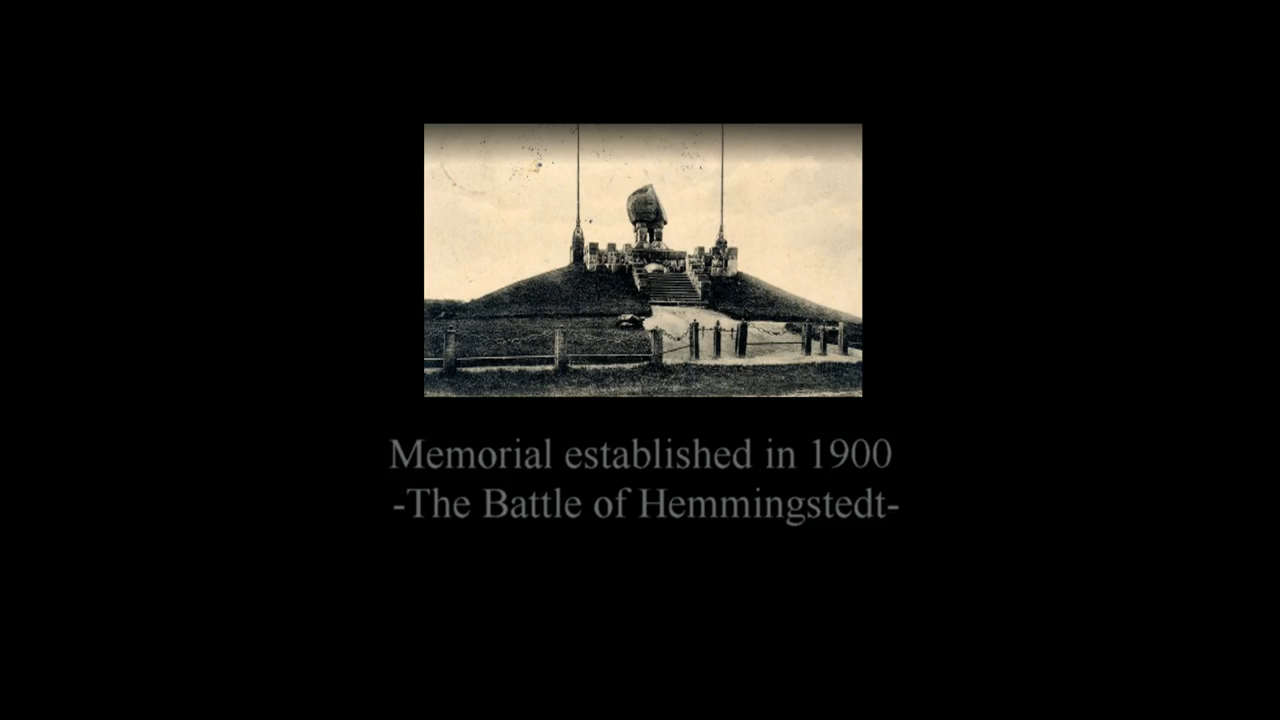 Memorial established in 1900
-The Battle of Hemmingstedt-